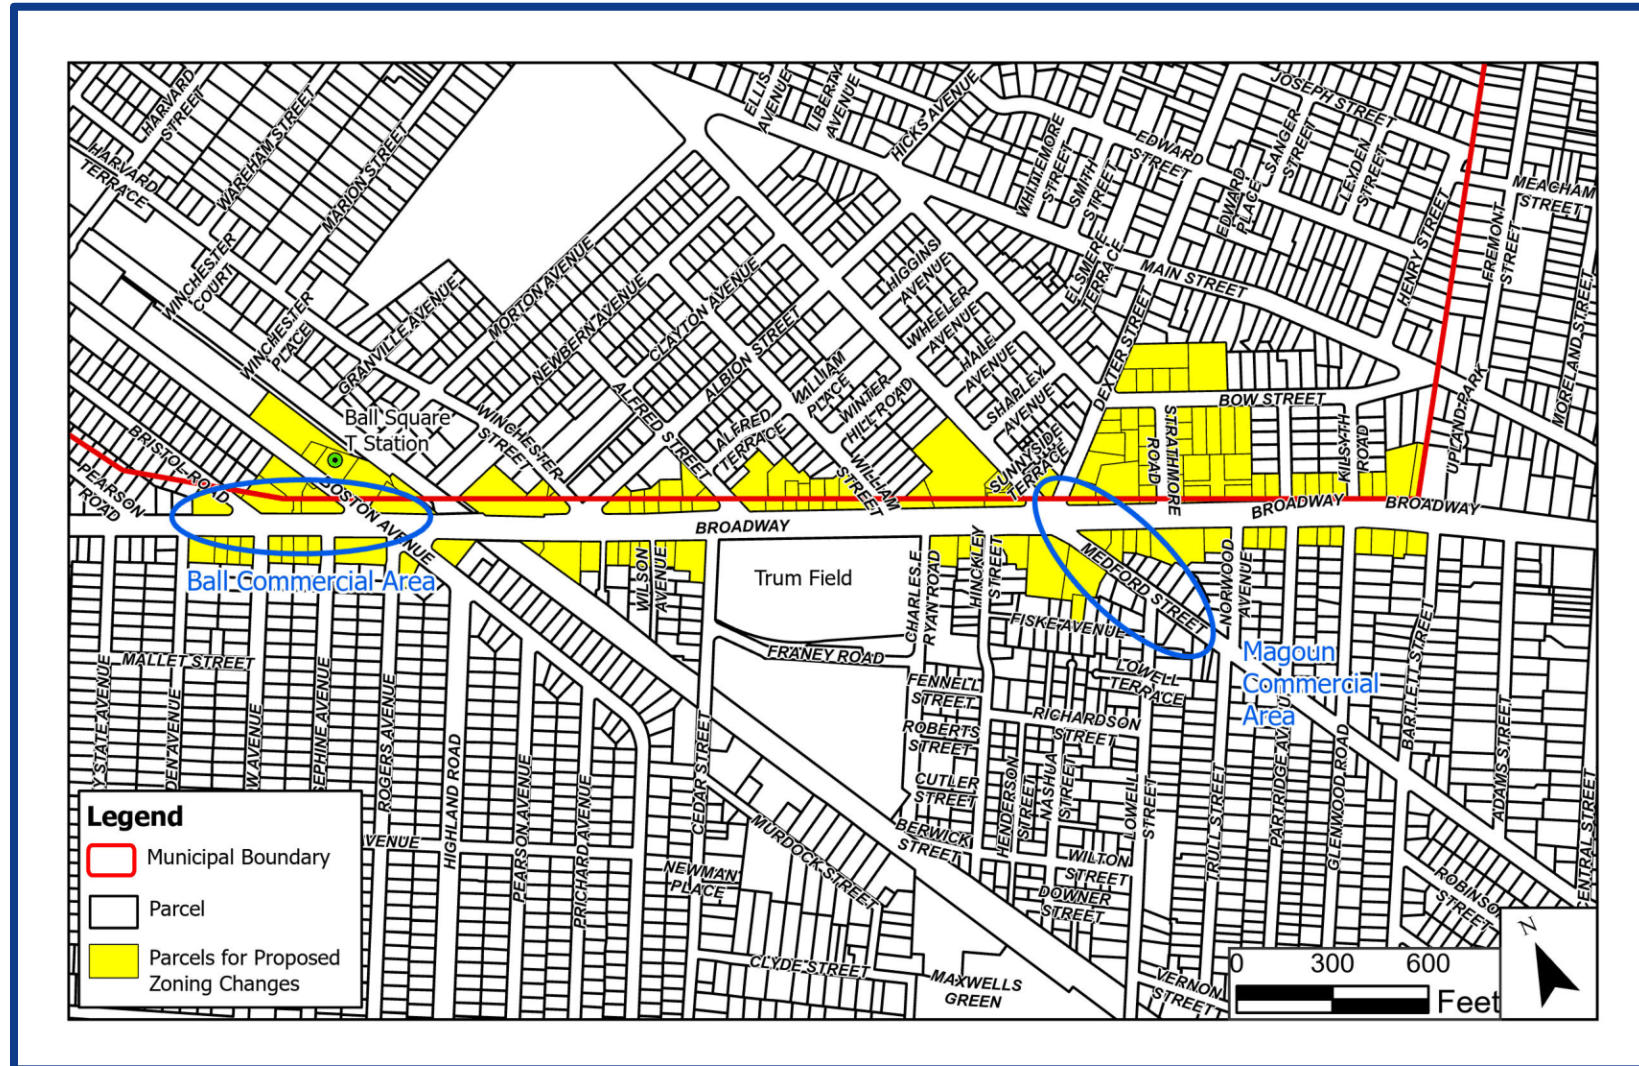 ELLIS
AVENUE
LIBERTY
AVENUE
HICKS AVENUE
JOSEPH STREET
HARVARD
STREET
WAREHAM STREET
MARION STREET
HARVARD
TERRACE
WHITTEMORE
STREET
SMITH
STREET
EDWARD
STREET
SANGER
STREET
LEYDEN
STREET
EDWARD
PLACE
MEACHAM
STREET
FREMONT
STREET
HENRY STREET
WINCHESTER
COURT
WINCHESTER
PLACE
GRANVILLE AVENUE
MORTON AVENUE
NEWBERN AVENUE
CLAYTON AVENUE
ALBION STREET
HIGGINS
AVENUE
WHEELER
AVENUE
HALE
AVENUE
SHAPLEY
AVENUE
ELSMERE
TERRACE
MAIN STREET
DEXTER STREET
MORELAND STREET
UPLAND PARK
WILLIAM
PLACE
WINTER
HILL ROAD
ALFRED STREET
ALFRED
TERRACE
WILLIAM
STREET
WINCHESTER
STREET
SUNNYSIDE
TERRACE
BOW STREET
STRATHMORE
ROAD
KILSYTH
ROAD
Ball Square
T Station
BRISTOL ROAD
PEARSON
ROAD
BOSTON AVENUE
BROADWAY
BROADWAY
BROADWAY
Ball Commercial Area
WILSON
AVENUE
Trum Field
CHARLES E
RYAN ROAD
HINCKLEY
STREET
MEDFORD STREET
NORWOOD
AVENUE
FISKE AVENUE
FRANEY ROAD
LOWELL
TERRACE
Magoun
Commercial
Area
BARTLETT STREET
MALLET STREET
FENNELL
STREET
ROBERTS
STREET
RICHARDSON
STREET
CUTLER
STREET
HENDERSON
STREET
NASHUA
STREET
LOWELL
STREET
TRULL STREET
PARTRIDGE AVENUE
GLENWOOD ROAD
ADAMS STREET
CENTRAL STREET
Y STATE AVENUE
DEN AVENUE
W AVENUE
SEPHINE AVENUE
ROGERS AVENUE
HIGHLAND ROAD
PEARSON AVENUE
PRICHARD AVENUE
CEDAR STREET
MURDOCK STREET
BERWICK
STREET
WILTON
STREET
DOWNER
STREET
NEWMAN
PLACE
CLYDE STREET
MAXWELLS
GREEN
VERNON
STREET
ROBINSO
STREET
AVENUE
Legend
Municipal Boundary
Parcel
Parcels for Proposed
Zoning Changes
N
0 300 600
Feet